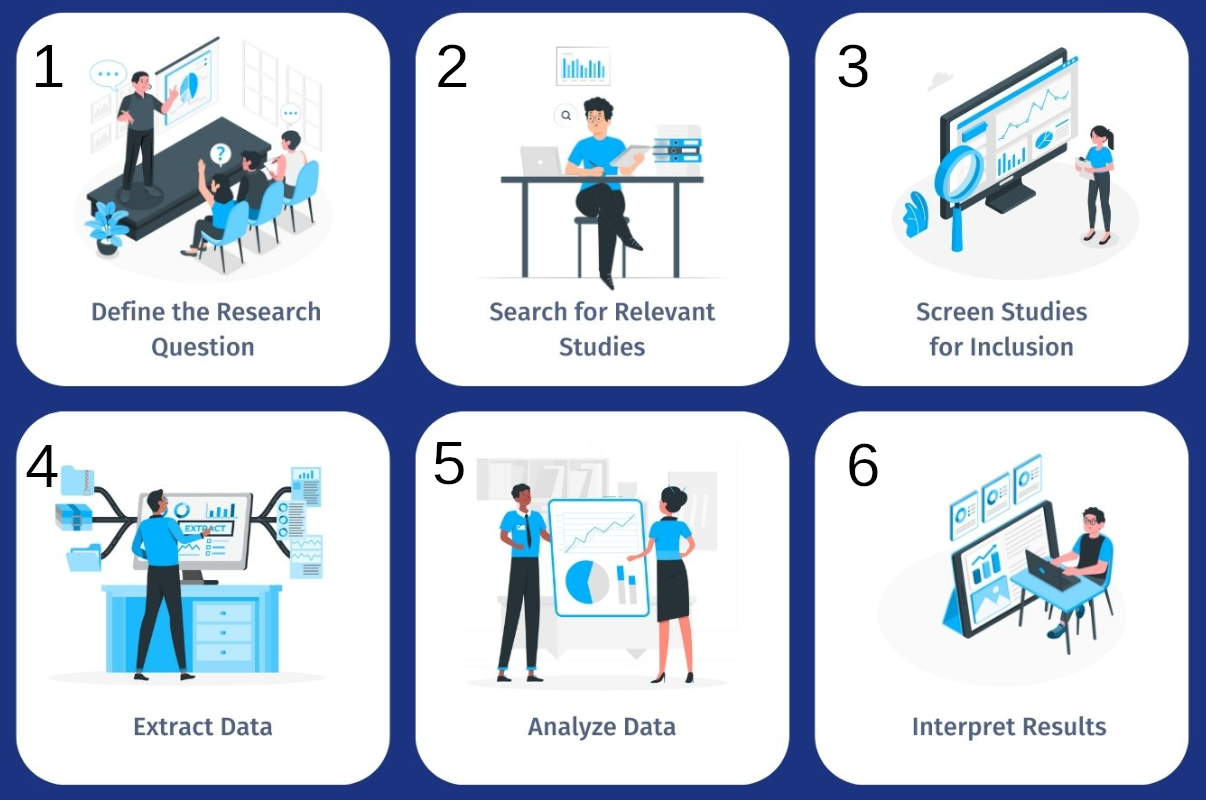 1
2
3
?
Define the Research
Question
Search for Relevant
Studies
Screen Studies
for Inclusion
4
5
6
EXTRACT
Extract Data
Analyze Data
Interpret Results